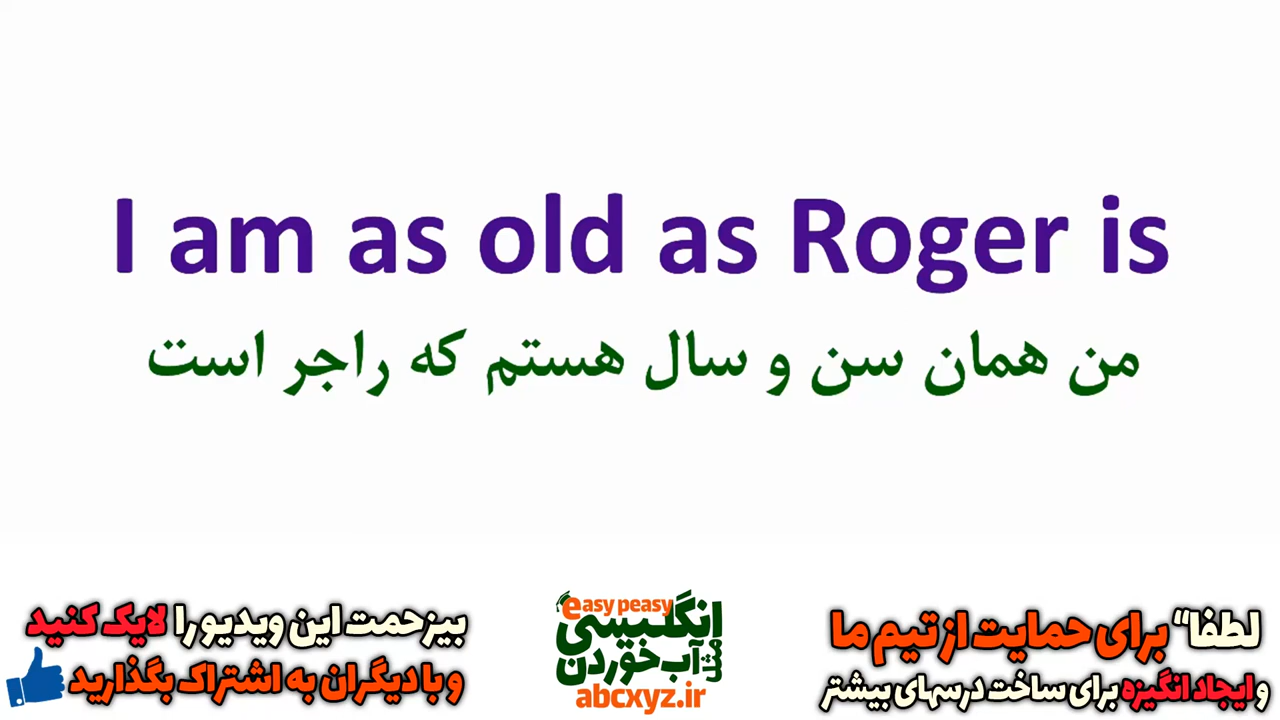 I am as old as Roger is
من همان سن و سال هستم که راجر است
لطفا“ برای حمایت از تیم ما
و ایجاد انگیزه برای ساخت درسهای بیشتر
easy peasy
انگلیسی
مثل آب خوردن
abcxyz.ir
بیزحمت این ویدیو را لایک کنید
و با دیگران به اشتراک بگذارید